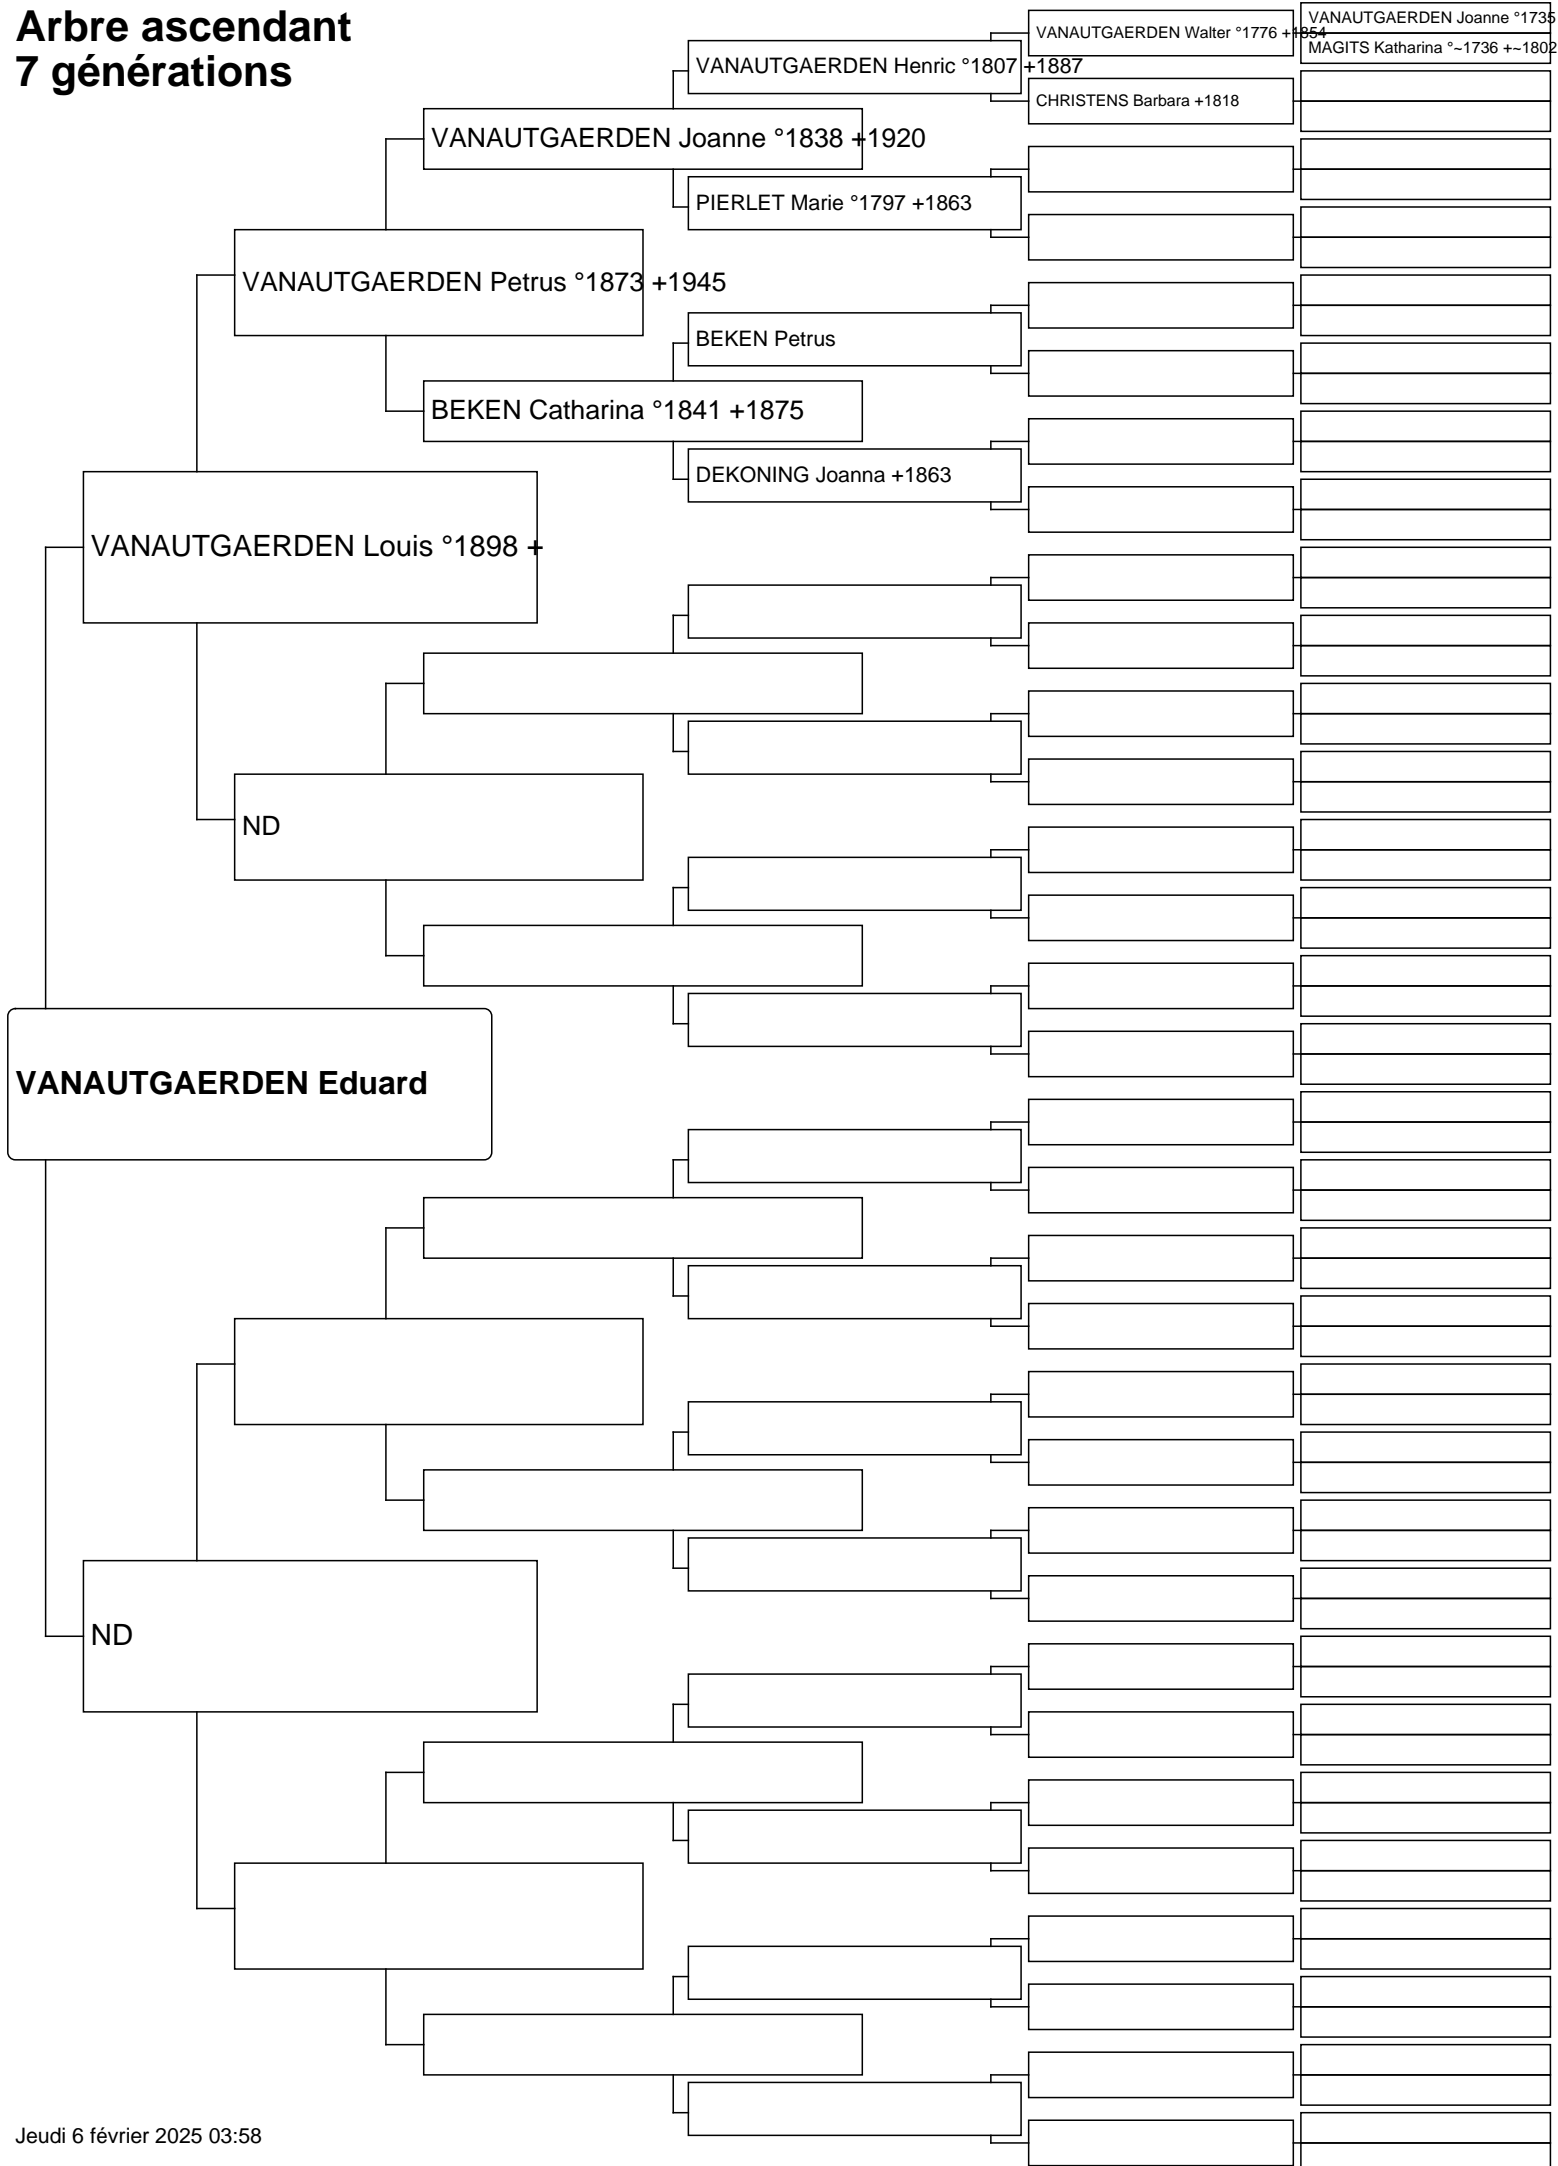 Arbre ascendant
7 générations
VANAUTGAERDEN Joanne °1735
VANAUTGAERDEN Walter °1776 +1854
MAGITS Katharina °~1736 +~1802
VANAUTGAERDEN Henric °1807 +1887
CHRISTENS Barbara +1818
VANAUTGAERDEN Joanne °1838 +1920
PIERLET Marie °1797 +1863
VANAUTGAERDEN Petrus °1873 +1945
BEKEN Petrus
BEKEN Catharina °1841 +1875
DEKONING Joanna +1863
VANAUTGAERDEN Louis °1898 +
ND
VANAUTGAERDEN Eduard
ND
Jeudi 6 février 2025 03:58